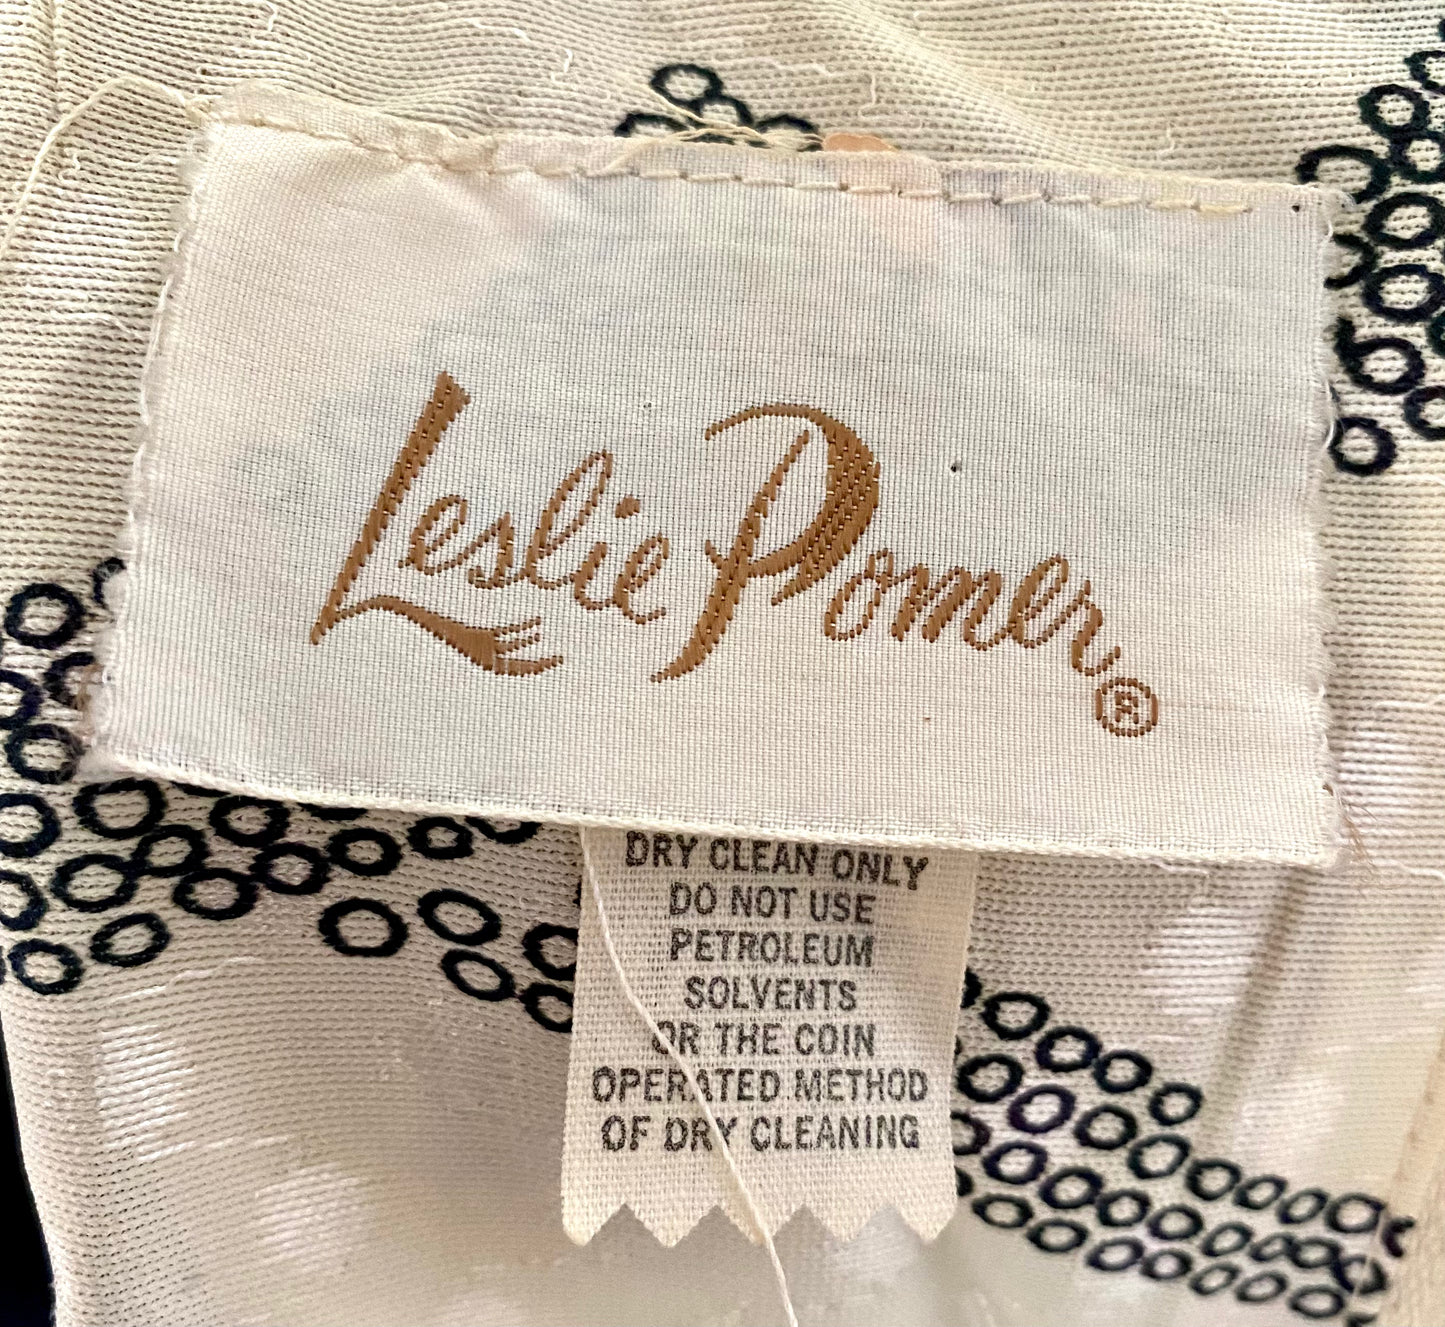 Leslie Pomer®
DRY CLEAN ONLY
DO NOT USE
PETROLEUM
SOLVENTS
OR THE COIN
OPERATED METHOD
OF DRY CLEANING